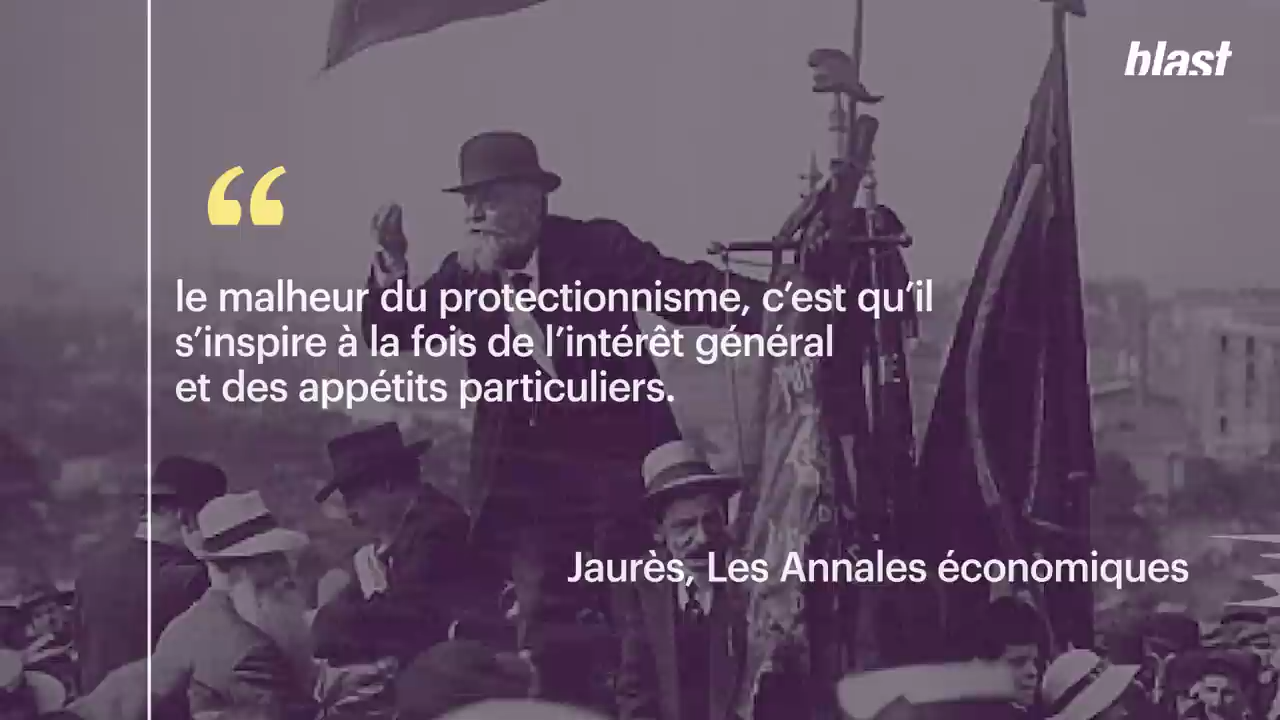 blast
“
le malheur du protectionnisme, c’est qu’il
s’inspire à la fois de l’intérêt général
et des appétits particuliers.
Jaurès, Les Annales économiques